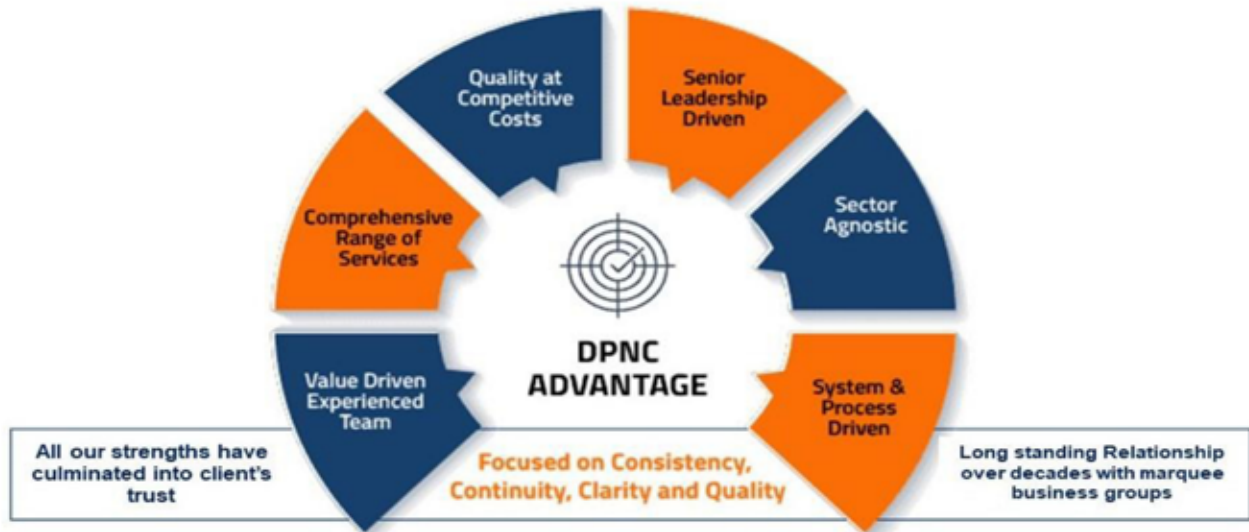 Quality at
Competitive
Costs
Senior
Leadership
Driven
Comprehensive
Range of
Services
Sector
Agnostic
DPNC
ADVANTAGE
Value Driven
Experienced
Team
System &
Process
Driven
All our strengths have
culminated into client's
trust
Focused on Consistency,
Continuity, Clarity and Quality
Long standing Relationship
over decades with marquee
business groups